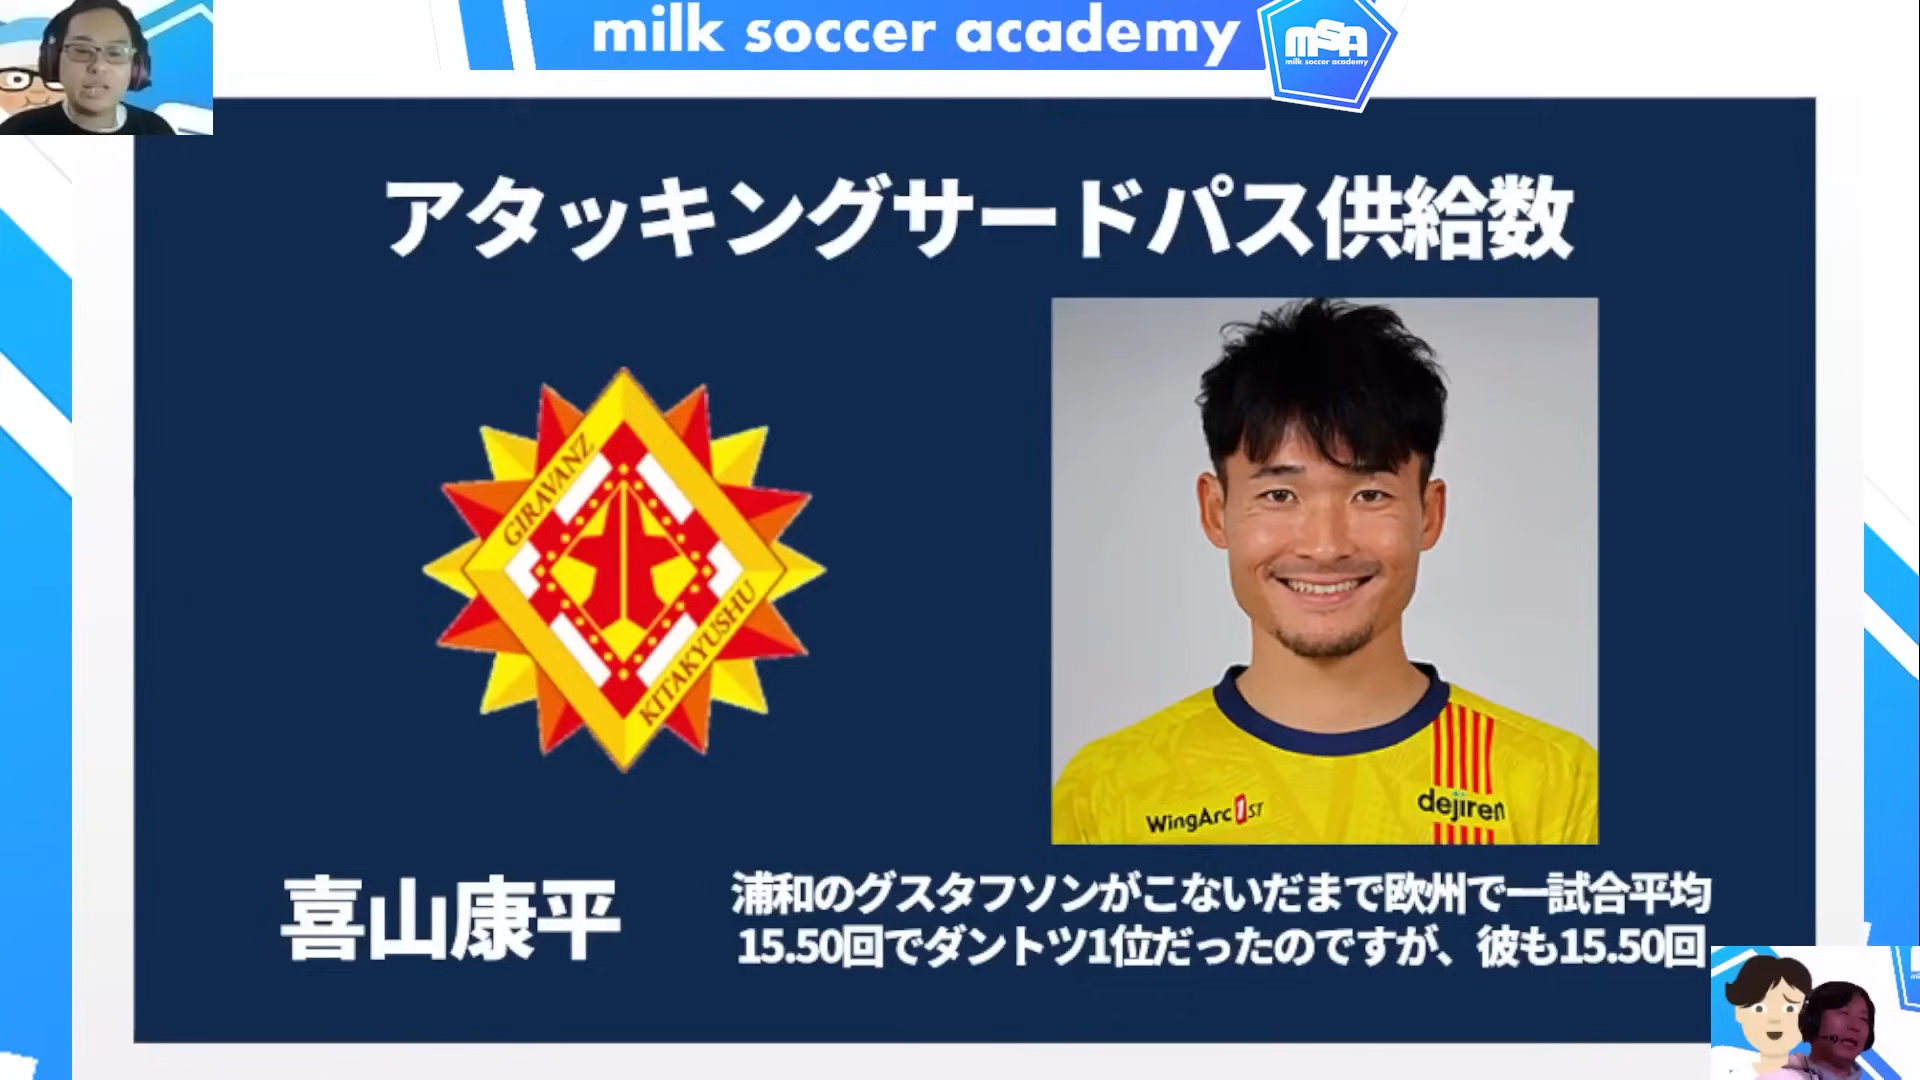 milk soccer academy
mSA
milk soccer academy
アタッキングサードパス供給数
GIRAVANZ
KITAKYUSHU
WingArc1ST
dejiren
喜山康平
浦和のグスタフソンがこないだまで欧州で一試合平均
15.50回でダントツ1位だったのですが、彼も15.50回